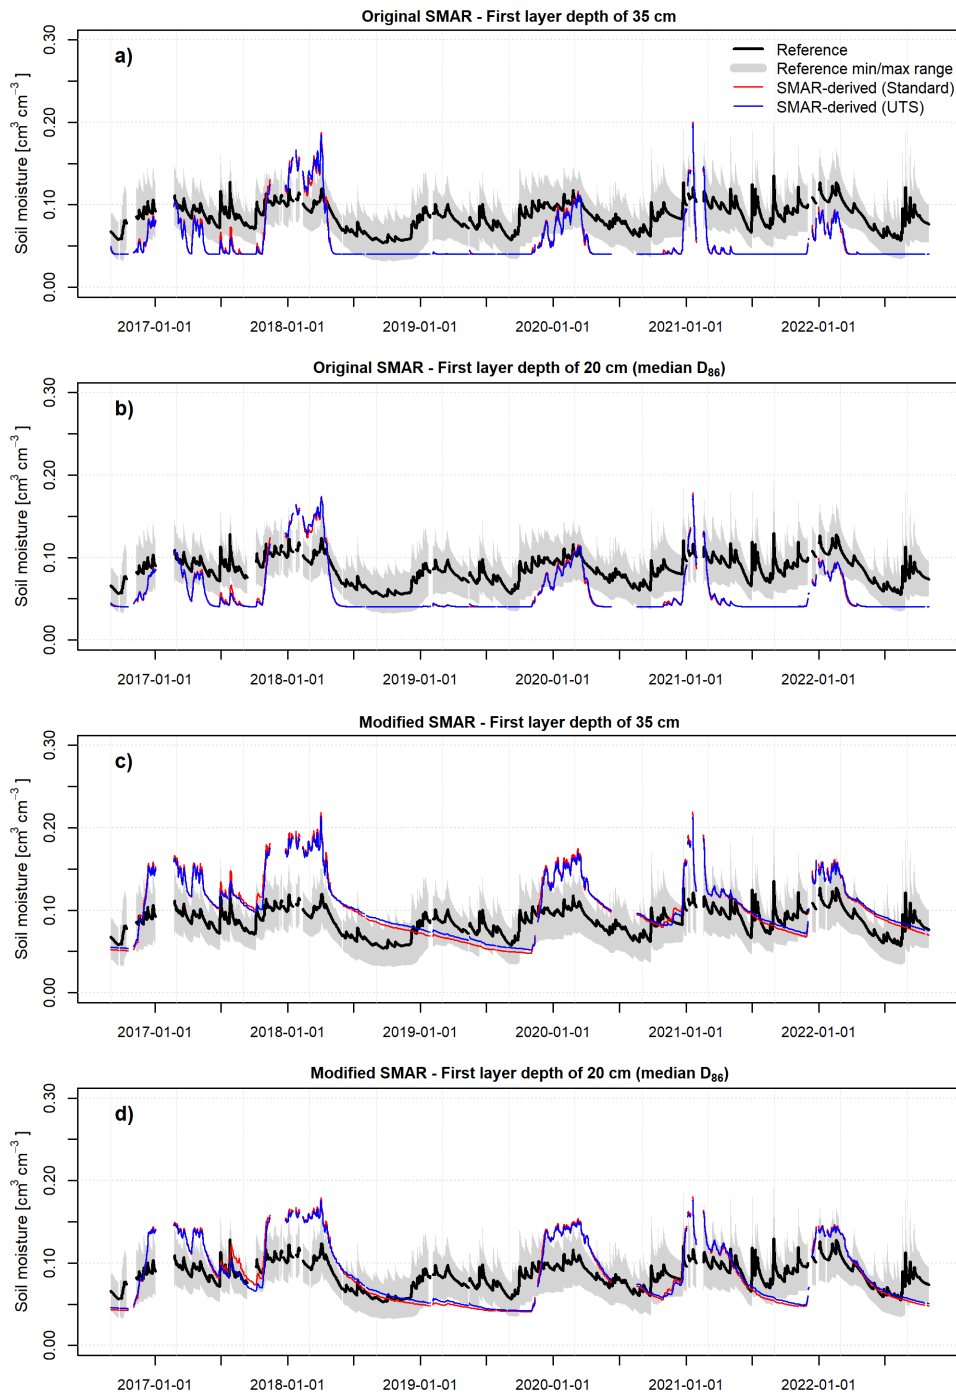 Original SMAR - First layer depth of 35 cm
a)
Reference
Reference min/max range
SMAR-derived (Standard)
SMAR-derived (UTS)
Soil moisture [cm³ cm⁻³ ]
0.30
0.20
0.10
0.00
2017-01-01 2018-01-01 2019-01-01 2020-01-01 2021-01-01 2022-01-01
Original SMAR - First layer depth of 20 cm (median D₈₆)
b)
Soil moisture [cm³ cm⁻³ ]
0.30
0.20
0.10
0.00
2017-01-01 2018-01-01 2019-01-01 2020-01-01 2021-01-01 2022-01-01
Modified SMAR - First layer depth of 35 cm
c)
Soil moisture [cm³ cm⁻³ ]
0.30
0.20
0.10
0.00
2017-01-01 2018-01-01 2019-01-01 2020-01-01 2021-01-01 2022-01-01
Modified SMAR - First layer depth of 20 cm (median D₈₆)
d)
Soil moisture [cm³ cm⁻³ ]
0.30
0.20
0.10
0.00
2017-01-01 2018-01-01 2019-01-01 2020-01-01 2021-01-01 2022-01-01